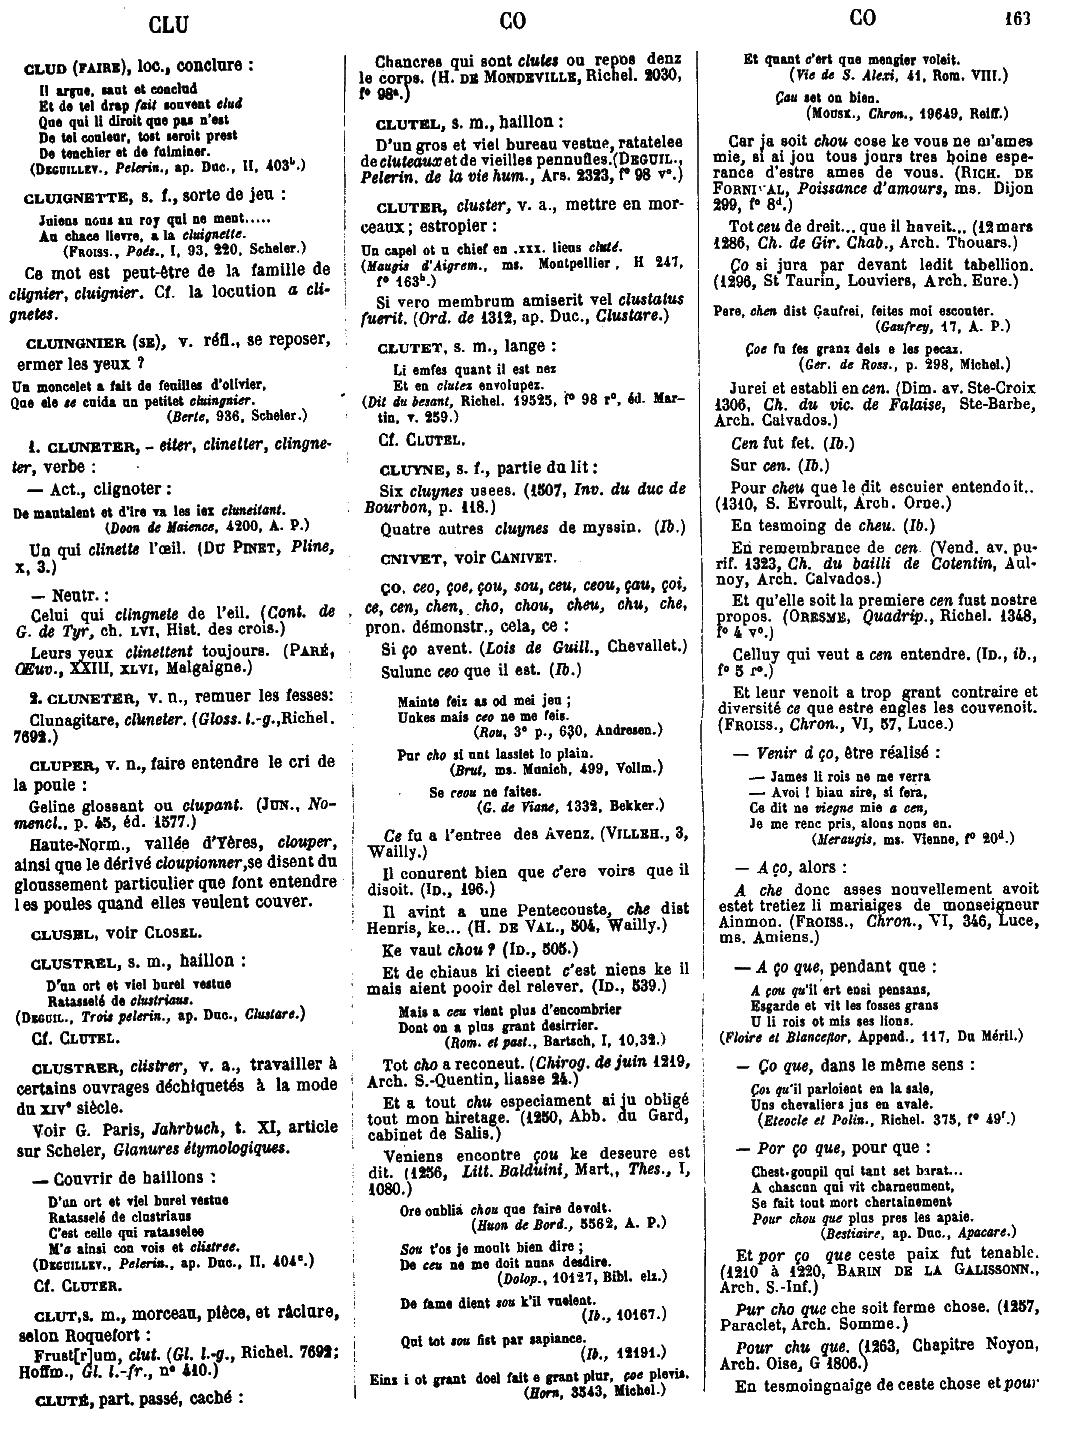 CLU
CO
CO
163
CLUD (FAIRE), loc., conclure :
Il argue, saut et conclud
Et de tel drap fait souvent clud
Que qui li diroit que pas n'est
De tel couleur, tost seroit prest
De tenchier et de fulminer.
(DEGUILLEV., Pelerin., ap. Duc., II, 403ᵇ.)
CLUIGNETTE, s. f., sorte de jeu :
Juiens nous au roy qui ne ment.....
Au chace lievre, a la cluignette.
(FROISS., Poés., I, 93, 220, Scheler.)
Ce mot est peut-être de la famille de
clignier, cluignier. Cf. la locution a cli-
gnetes.
CLUINGNIER (SE), v. réfl., se reposer,
ermer les yeux ?
Un moncelet a fait de feuilles d'olivier,
Que ele se cuida un petitet cluingnier.
(Berte, 936, Scheler.)
1. CLUNETER, - eiter, clinetter, clingne-
ter, verbe :
— Act., clignoter :
De mautalent et d'ire va les iex cluneitant.
(Doon de Maience, 4200, A. P.)
Un qui clinette l'œil. (DU PINET, Pline,
x, 3.)
— Neutr. :
Celui qui clingnete de l'eil. (Cont. de
G. de Tyr, ch. LVI, Hist. des crois.)
Leurs yeux clinettent toujours. (PARÉ,
Œuv., XXIII, XLVI, Malgaigne.)
2. CLUNETER, v. n., remuer les fesses:
Clunagitare, cluneter. (Gloss. l.-g.,Richel.
7692.)
CLUPER, v. n., faire entendre le cri de
la poule :
Geline glossant ou clupant. (JUN., No-
mencl., p. 45, éd. 1577.)
Haute-Norm., vallée d'Yères, clouper,
ainsi que le dérivé cloupionner,se disent du
gloussement particulier que font entendre
les poules quand elles veulent couver.
CLUSEL, voir CLOSEL.
CLUSTREL, s. m., haillon :
D'un ort et viel burel vestue
Ratasselé de clustriaus.
(DEGUIL., Trois pelerin., ap. Duc., Clustare.)
Cf. CLUTEL.
CLUSTRER, clistrer, v. a., travailler à
certains ouvrages déchiquetés à la mode
du XIVᵉ siècle.
Voir G. Paris, Jahrbuch, t. XI, article
sur Scheler, Glanures étymologiques.
— Couvrir de haillons :
D'un ort et viel burel vestue
Ratasselé de clustriaus
C'est celle qui ratasselee
M'a ainsi con vois et clistree.
(DEGUILLEV., Pelerin., ap. Duc., II, 404ᵉ.)
Cf. CLUTER.
CLUT,s. m., morceau, pièce, et râclure,
selon Roquefort :
Frust[r]um, clut. (Gl. l.-g., Richel. 7692;
Hoffm., Gl. l.-fr., nº 410.)
CLUTÉ, part. passé, caché :
Chancres qui sont clutes ou repos denz
le corps. (H. DE MONDEVILLE, Richel. 2030,
fº 98ᵃ.)
CLUTEL, s. m., haillon :
D'un gros et viel bureau vestue, ratatelee
de cluteaux et de vieilles pennufles.(DEGUIL.,
Pelerin. de la vie hum., Ars. 2323, fº 98 vº.)
CLUTER, cluster, v. a., mettre en mor-
ceaux ; estropier :
Un capel ot u chief en .xxx. lieus cluté.
(Maugis d'Aigrem., ms. Montpellier, H 247,
fº 163ᵇ.)
Si vero membrum amiserit vel clustatus
fuerit. (Ord. de 1312, ap. Duc., Clustare.)
CLUTET, s. m., lange :
Li emfes quant il est nez
Et en clutez envolupez.
(Dit du besant, Richel. 19525, fº 98 rº, éd. Mar-
tin, v. 259.)
Cf. CLUTEL.
CLUYNE, s. f., partie du lit :
Six cluynes usees. (1507, Inv. du duc de
Bourbon, p. 118.)
Quatre autres cluynes de myssin. (Ib.)
CNIVET, voir CANIVET.
ÇO, ceo, çoe, çou, sou, ceu, ceou, çau, çoi,
ce, cen, chen, cho, chou, cheu, chu, che,
pron. démonstr., cela, ce :
Si ço avent. (Lois de Guill., Chevallet.)
Sulunc ceo que il est. (Ib.)
Mainte feiz as od mei jeu ;
Unkes mais ceo ne me feis.
(Rou, 3ᵉ p., 630, Andresen.)
Pur cho si unt lassiet lo plain.
(Brut, ms. Munich, 499, Vollm.)
Se ceou ne faites.
(G. de Viane, 1332, Bekker.)
Ce fu a l'entree des Avenz. (VILLEH., 3,
Wailly.)
Il conurent bien que c'ere voirs que il
disoit. (ID., 196.)
Il avint a une Pentecouste, che dist
Henris, ke... (H. DE VAL., 504, Wailly.)
Ke vaut chou ? (ID., 505.)
Et de chiaus ki cieent c'est niens ke il
mais aient pooir del relever. (ID., 539.)
Mais a ceu vient plus d'encombrier
Dont on a plus grant desirrier.
(Rom. et past., Bartsch, I, 10,32.)
Tot cho a reconeut. (Chirog. de juin 1219,
Arch. S.-Quentin, liasse 24.)
Et a tout chu especiament ai ju obligé
tout mon hiretage. (1250, Abb. du Gard,
cabinet de Salis.)
Veniens encontre çou ke deseure est
dit. (1256, Litt. Balduini, Mart., Thes., I,
1080.)
Ore oublia chou que faire devoit.
(Huon de Bord., 5562, A. P.)
Sou t'os je moult bien dire ;
De ceu ne me doit nuns desdire.
(Dolop., 10127, Bibl. elz.)
De fame dient sou k'il vuelent.
(Ib., 10167.)
Qui tot sou fist par sapiance.
(Ib., 12191.)
Einz i ot grant doel fait e grant plur, çoe plevis.
(Horn, 3543, Michel.)
Et quant c'ert que mengier voleit.
(Vie de S. Alexi, 41, Rom. VIII.)
Çau set on bien.
(MOUSK., Chron., 19649, Reiff.)
Car ja soit chou cose ke vous ne m'ames
mie, si ai jou tous jours tres boine espe-
rance d'estre ames de vous. (RICH. DE
FORNIVAL, Poissance d'amours, ms. Dijon
299, fº 8ᵈ.)
Tot ceu de dreit... que il haveit... (12 mars
1286, Ch. de Gir. Chab., Arch. Thouars.)
Ço si jura par devant ledit tabellion.
(1296, St Taurin, Louviers, Arch. Eure.)
Pere, chen dist Gaufrei, feites moi escouter.
(Gaufrey, 17, A. P.)
Çoe fu fes granz dels e les pecaz.
(Ger. de Ross., p. 298, Michel.)
Jurei et establi en cen. (Dim. av. Ste-Croix
1306, Ch. du vic. de Falaise, Ste-Barbe,
Arch. Calvados.)
Cen fut fet. (Ib.)
Sur cen. (Ib.)
Pour cheu que le dit escuier entendoit..
(1310, S. Evroult, Arch. Orne.)
En tesmoing de cheu. (Ib.)
En remembrance de cen (Vend. av. pu-
rif. 1323, Ch. du bailli de Cotentin, Aul-
noy, Arch. Calvados.)
Et qu'elle soit la premiere cen fust nostre
propos. (ORESME, Quadrip., Richel. 1348,
fº 4 vº.)
Celluy qui veut a cen entendre. (ID., ib.,
fº 5 rº.)
Et leur venoit a trop grant contraire et
diversité ce que estre engles les couvenoit.
(FROISS., Chron., VI, 57, Luce.)
— Venir a ço, être réalisé :
— James li rois ne me verra
— Avoi ! biau sire, si fera,
Ce dit ne viegne mie a cen,
Je me renc pris, alons nous en.
(Meraugis, ms. Vienne, fº 20ᵈ.)
— A ço, alors :
A che donc asses nouvellement avoit
estet tretiez li mariaiges de monseigneur
Ainmon. (FROISS., Chron., VI, 346, Luce,
ms. Amiens.)
— A ço que, pendant que :
A çou qu'il ert ensi pensans,
Esgarde et vit les fosses grans
U li rois ot mis ses lions.
(Floire et Blanceflor, Append., 117, Du Méril.)
— Ço que, dans le même sens :
Çoi qu'il parloient en la sale,
Uns chevaliers jus en avale.
(Eteocle et Polin., Richel. 375, fº 49ʳ.)
— Por ço que, pour que :
Chest goupil qui tant set barat...
A chascun qui vit charneument,
Se fait tout mort chertainement
Pour chou que plus pres les apaie.
(Bestiaire, ap. Duc., Apacare.)
Et por ço que ceste paix fut tenable.
(1210 à 1220, BARIN DE LA GALISSONN.,
Arch. S.-Inf.)
Pur cho que che soit ferme chose. (1257,
Paraclet, Arch. Somme.)
Pour chu que. (1263, Chapitre Noyon,
Arch. Oise, G 1806.)
En tesmoingnaige de ceste chose et pour